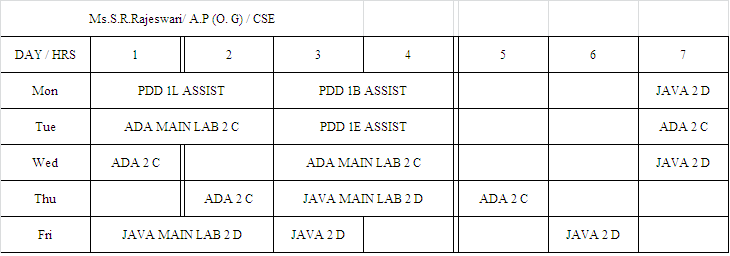 Ms.S.R.Rajeswari/ A.P (O. G) / CSE
DAY / HRS 1 2 3 4 5 6 7
Mon PDD 1L ASSIST PDD 1B ASSIST JAVA 2 D
Tue ADA MAIN LAB 2 C PDD 1E ASSIST ADA 2 C
Wed ADA 2 C ADA MAIN LAB 2 C JAVA 2 D
Thu ADA 2 C JAVA MAIN LAB 2 D ADA 2 C
Fri JAVA MAIN LAB 2 D JAVA 2 D JAVA 2 D